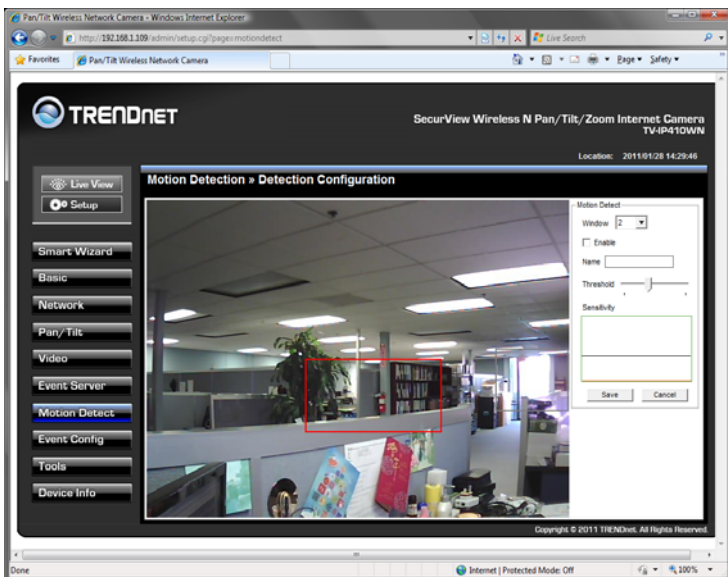 Pan/Tilt Wireless Network Camera - Windows Internet Explorer
http://192.168.1.109/admin/setup.cgi?page=motiondetect
Live Search
Favorites
Pan/Tilt Wireless Network Camera
Page
Safety
TRENDNET
SecurView Wireless N Pan/Tilt/Zoom Internet Camera
TV-IP410WN
Location: 2011/01/28 14:29:46
Live View
Setup
Motion Detection » Detection Configuration
Smart Wizard
Basic
Network
Pan/Tilt
Video
Event Server
Motion Detect
Event Config
Tools
Device Info
Motion Detect
Window 2
Enable
Name
Threshold
Sensitivity
Save
Cancel
Copyright © 2011 TRENDnet. All Rights Reserved.
Done
Internet | Protected Mode: Off
100%